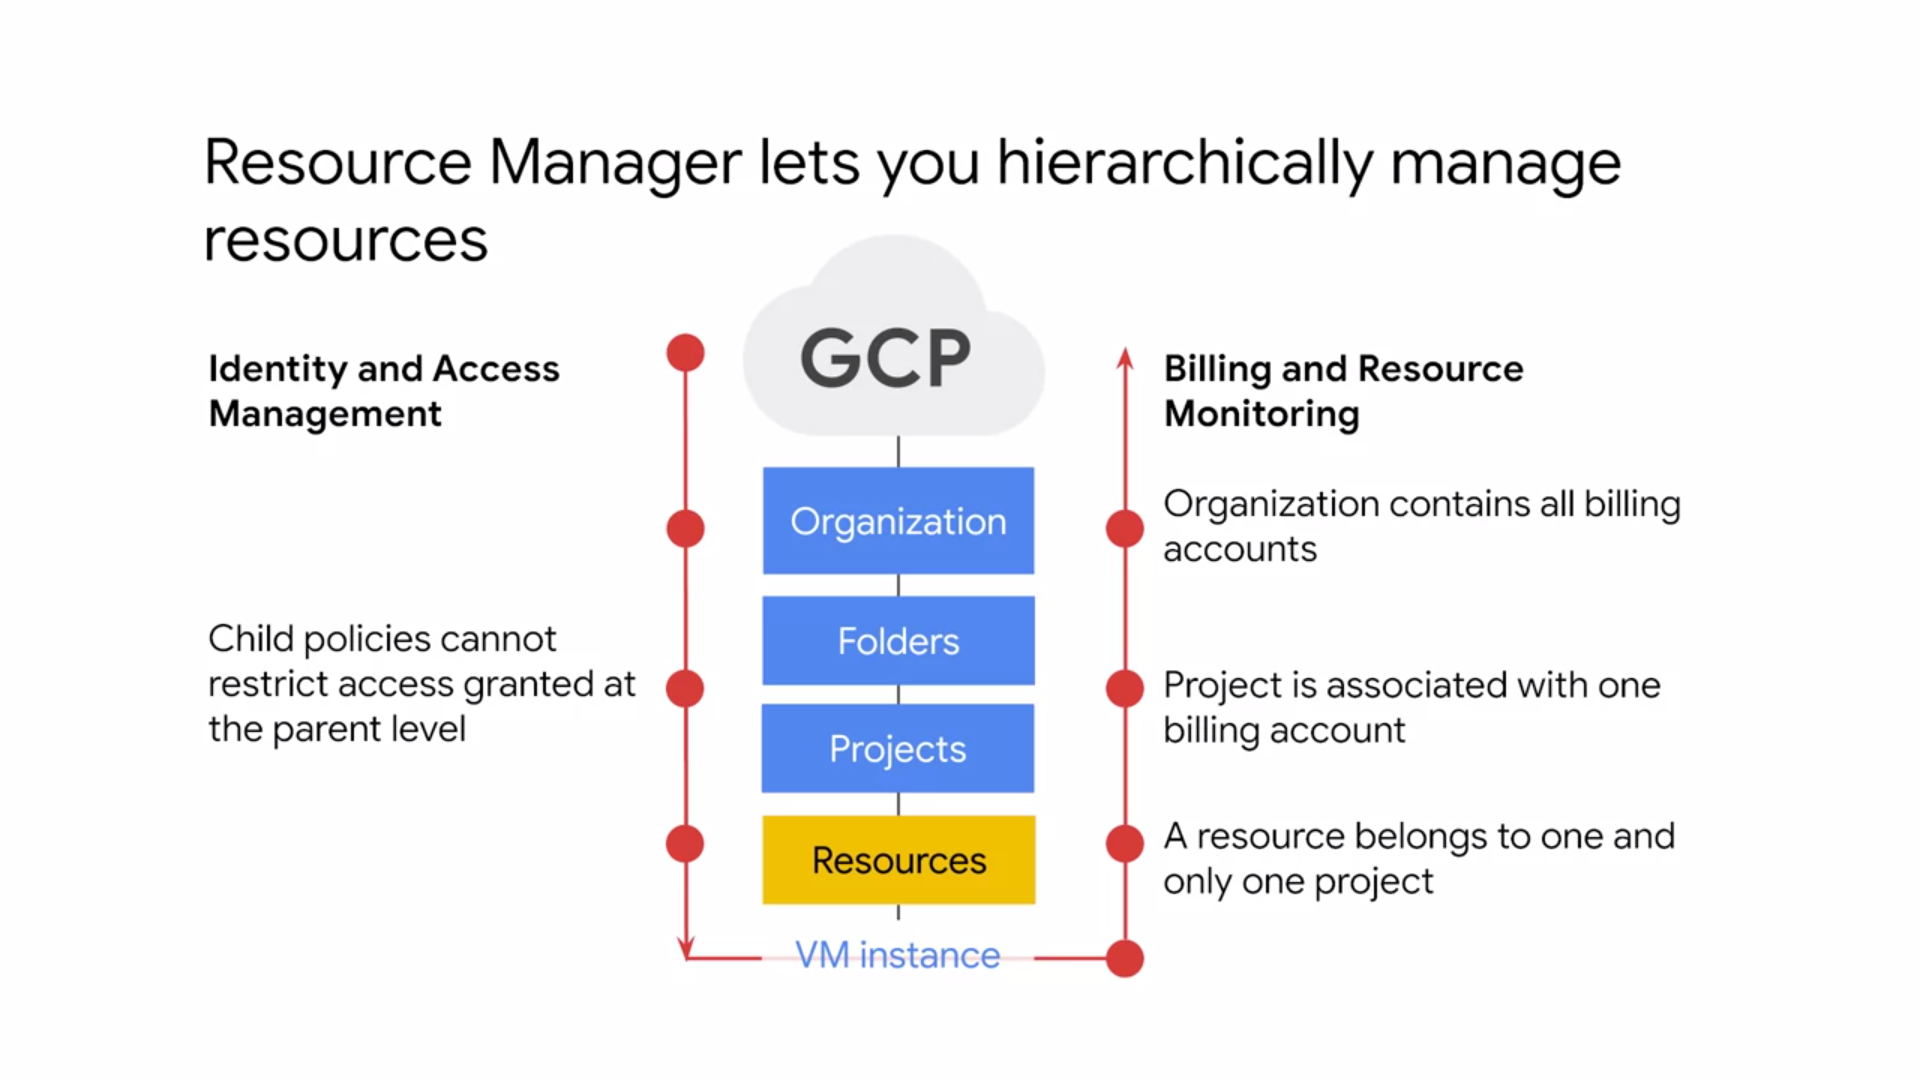 Resource Manager lets you hierarchically manage
resources
GCP
Identity and Access
Management
Child policies cannot
restrict access granted at
the parent level
Organization
Folders
Projects
Resources
VM instance
Billing and Resource
Monitoring
Organization contains all billing
accounts
Project is associated with one
billing account
A resource belongs to one and
only one project